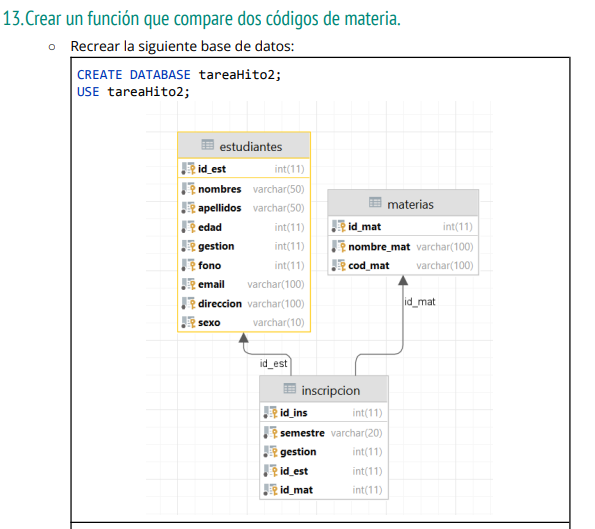 13.Crear un función que compare dos códigos de materia.
o Recrear la siguiente base de datos:
CREATE DATABASE tareaHito2;
USE tareaHito2;
estudiantes
id_est int(11)
nombres varchar(50)
apellidos varchar(50)
edad int(11)
gestion int(11)
fono int(11)
email varchar(100)
direccion varchar(100)
sexo varchar(10)
materias
id_mat int(11)
nombre_mat varchar(100)
cod_mat varchar(100)
id_mat
id_est
inscripcion
id_ins int(11)
semestre varchar(20)
gestion int(11)
id_est int(11)
id_mat int(11)